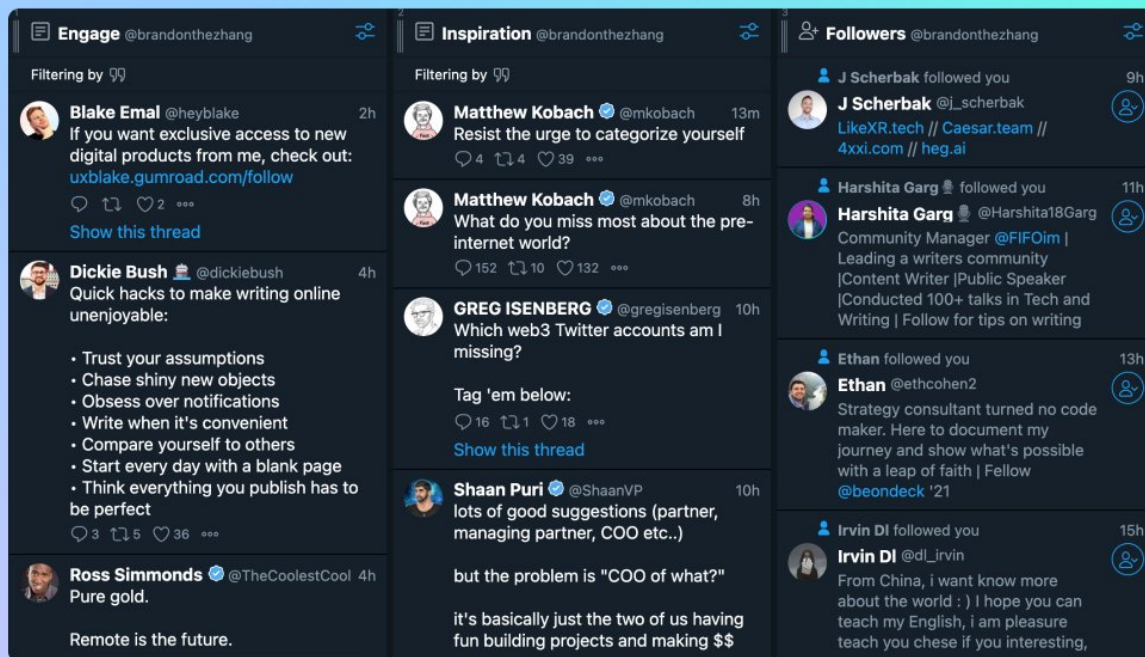 1
Engage @brandonthezhang
Filtering by
Blake Emal @heyblake 2h
If you want exclusive access to new
digital products from me, check out:
uxblake.gumroad.com/follow
2
Show this thread
Dickie Bush @dickiebush 4h
Quick hacks to make writing online
unenjoyable:
• Trust your assumptions
• Chase shiny new objects
• Obsess over notifications
• Write when it's convenient
• Compare yourself to others
• Start every day with a blank page
• Think everything you publish has to
be perfect
3 5 36
Ross Simmonds @TheCoolestCool 4h
Pure gold.
Remote is the future.
2
Inspiration @brandonthezhang
Filtering by
Matthew Kobach @mkobach 13m
Resist the urge to categorize yourself
4 4 39
Matthew Kobach @mkobach 8h
What do you miss most about the pre-
internet world?
152 10 132
GREG ISENBERG @gregisenberg 10h
Which web3 Twitter accounts am I
missing?
Tag 'em below:
16 1 18
Show this thread
Shaan Puri @ShaanVP 10h
lots of good suggestions (partner,
managing partner, COO etc..)
but the problem is "COO of what?"
it's basically just the two of us having
fun building projects and making $$
3
Followers @brandonthezhang
J Scherbak followed you 9h
J Scherbak @j_scherbak
LikeXR.tech // Caesar.team //
4xxi.com // heg.ai
Harshita Garg followed you 11h
Harshita Garg @Harshita18Garg
Community Manager @FIFOim |
Leading a writers community
|Content Writer |Public Speaker
|Conducted 100+ talks in Tech and
Writing | Follow for tips on writing
Ethan followed you 13h
Ethan @ethcohen2
Strategy consultant turned no code
maker. Here to document my
journey and show what's possible
with a leap of faith | Fellow
@beondeck '21
Irvin Dl followed you 15h
Irvin Dl @dl_irvin
From China, i want know more
about the world : ) I hope you can
teach my English, i am pleasure
teach you chese if you interesting,